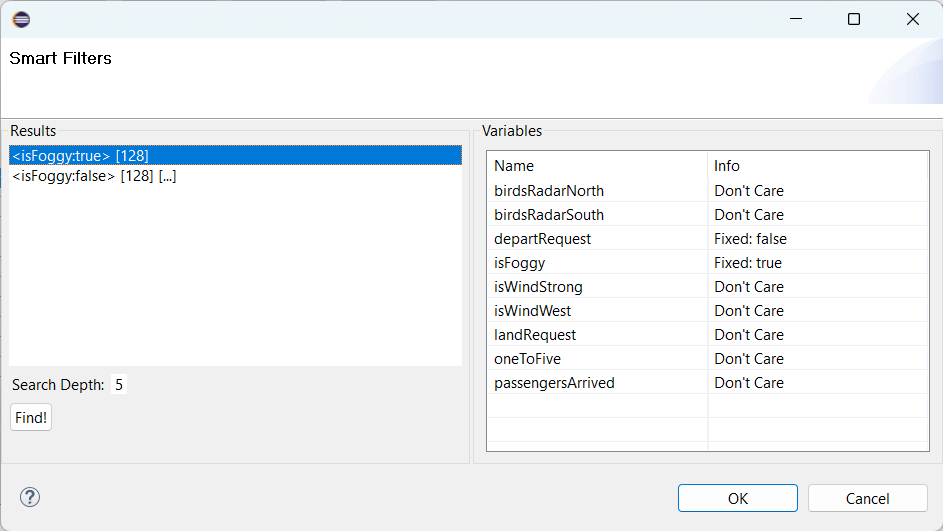 Smart Filters
Results
<isFoggy:true> [128]
<isFoggy:false> [128] [...]
Search Depth: 5
Find!
Variables
Name Info
birdsRadarNorth Don't Care
birdsRadarSouth Don't Care
departRequest Fixed: false
isFoggy Fixed: true
isWindStrong Don't Care
isWindWest Don't Care
landRequest Don't Care
oneToFive Don't Care
passengersArrived Don't Care
?
OK Cancel